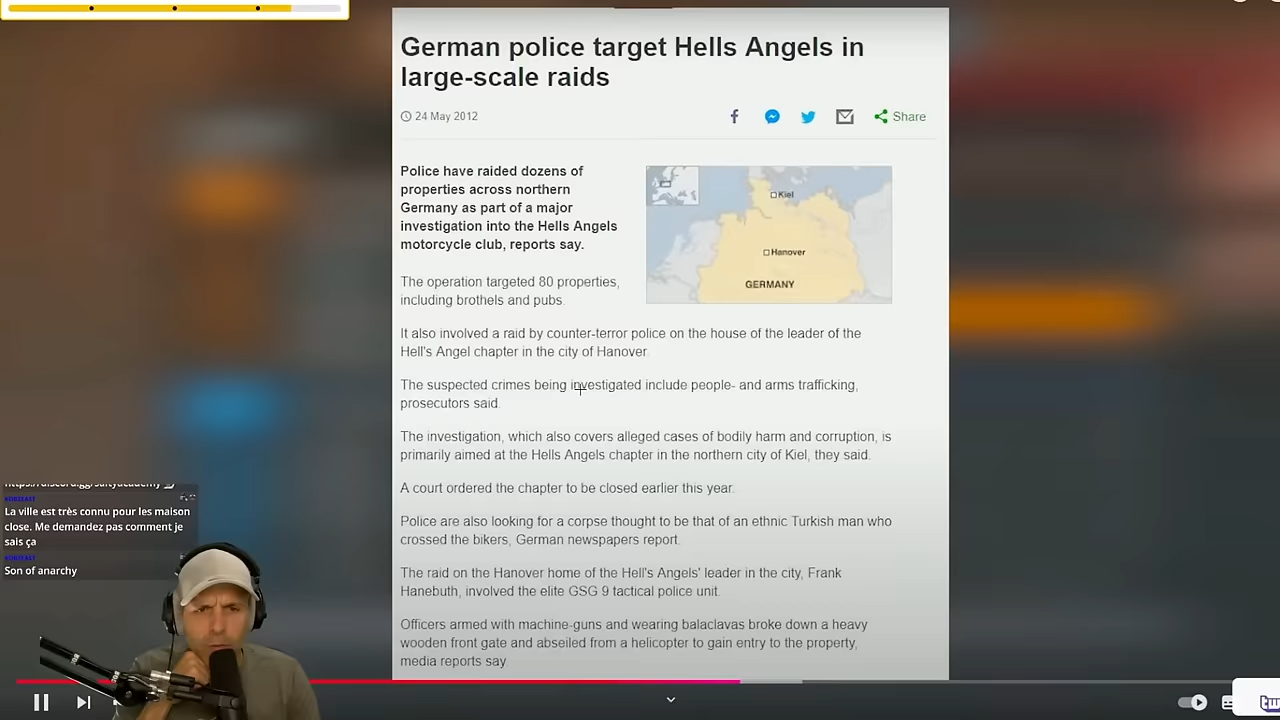 German police target Hells Angels in
large-scale raids
24 May 2012
Share
Police have raided dozens of
properties across northern
Germany as part of a major
investigation into the Hells Angels
motorcycle club, reports say.
Kiel
Hanover
GERMANY
The operation targeted 80 properties,
including brothels and pubs.
It also involved a raid by counter-terror police on the house of the leader of the
Hell's Angel chapter in the city of Hanover.
The suspected crimes being investigated include people- and arms trafficking,
prosecutors said.
The investigation, which also covers alleged cases of bodily harm and corruption, is
primarily aimed at the Hells Angels chapter in the northern city of Kiel, they said.
A court ordered the chapter to be closed earlier this year.
Police are also looking for a corpse thought to be that of an ethnic Turkish man who
crossed the bikers, German newspapers report.
The raid on the Hanover home of the Hell's Angels' leader in the city, Frank
Hanebuth, involved the elite GSG 9 tactical police unit.
Officers armed with machine-guns and wearing balaclavas broke down a heavy
wooden front gate and abseiled from a helicopter to gain entry to the property,
media reports say
La ville est très connu pour les maison
close. Me demandez pas comment je
sais ça
Son of anarchy